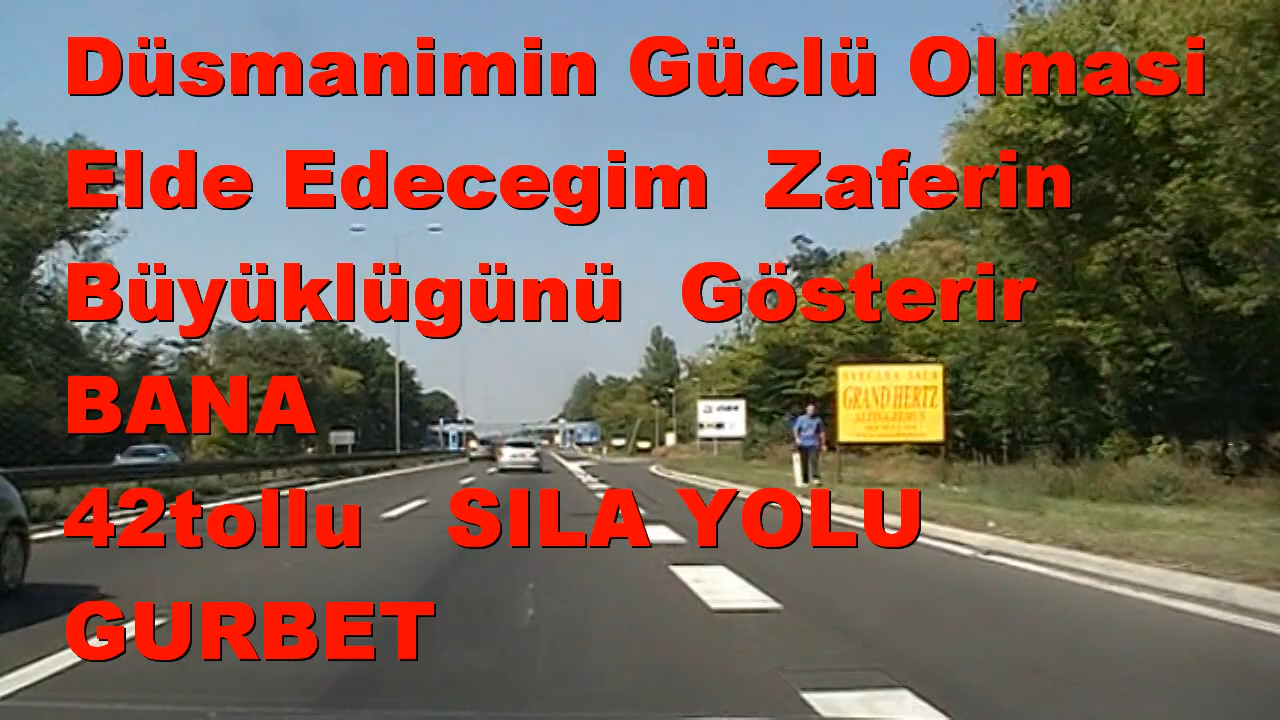 Düsmanimin Güclü Olmasi
Elde Edecegim Zaferin
Büyüklügünü Gösterir
BANA
42tollu SILA YOLU
GURBET
GRAND HERTZ